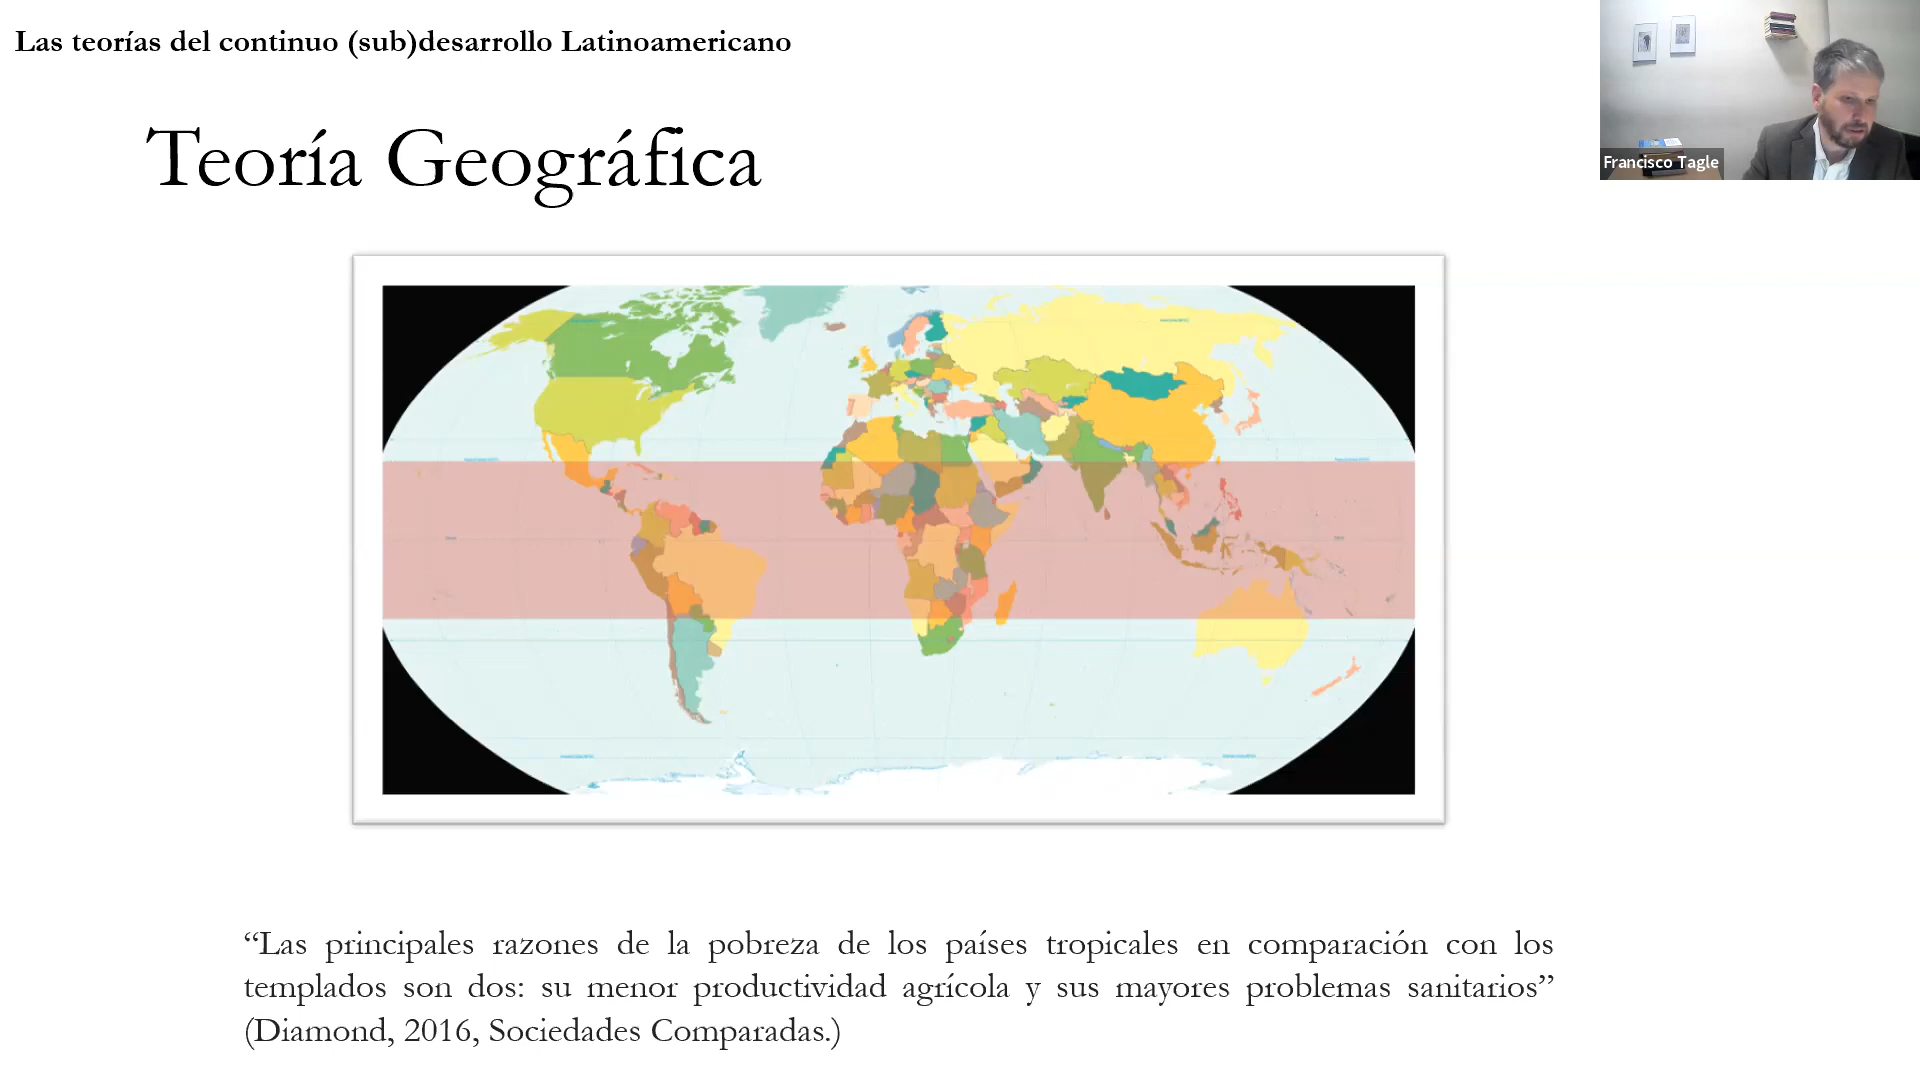 Las teorías del continuo (sub)desarrollo Latinoamericano
Francisco Tagle
Teoría Geográfica
“Las principales razones de la pobreza de los países tropicales en comparación con los
templados son dos: su menor productividad agrícola y sus mayores problemas sanitarios”
(Diamond, 2016, Sociedades Comparadas.)